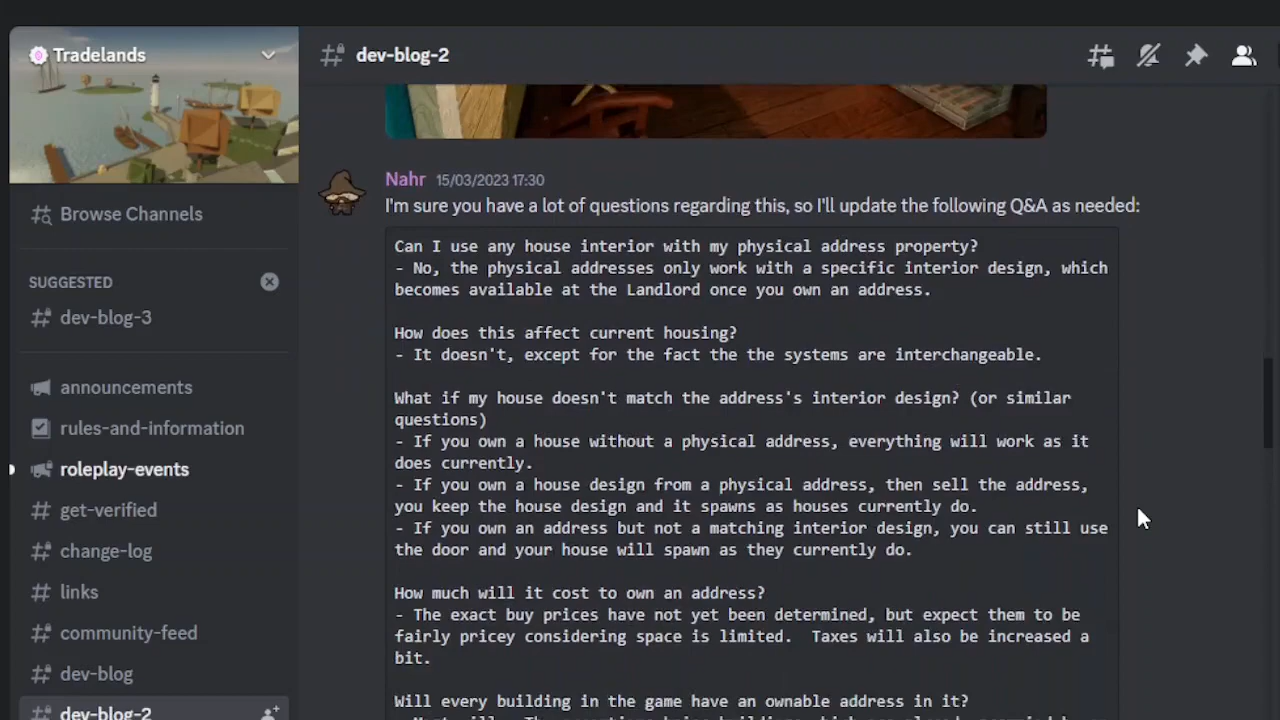 Tradelands
dev-blog-2
Browse Channels
SUGGESTED
dev-blog-3
announcements
rules-and-information
roleplay-events
get-verified
change-log
links
community-feed
dev-blog
dev-blog-2
Nahr 15/03/2023 17:30
I'm sure you have a lot of questions regarding this, so I'll update the following Q&A as needed:
Can I use any house interior with my physical address property?
- No, the physical addresses only work with a specific interior design, which
becomes available at the Landlord once you own an address.
How does this affect current housing?
- It doesn't, except for the fact the the systems are interchangeable.
What if my house doesn't match the address's interior design? (or similar
questions)
- If you own a house without a physical address, everything will work as it
does currently.
- If you own a house design from a physical address, then sell the address,
you keep the house design and it spawns as houses currently do.
- If you own an address but not a matching interior design, you can still use
the door and your house will spawn as they currently do.
How much will it cost to own an address?
- The exact buy prices have not yet been determined, but expect them to be
fairly pricey considering space is limited.  Taxes will also be increased a
bit.
Will every building in the game have an ownable address in it?